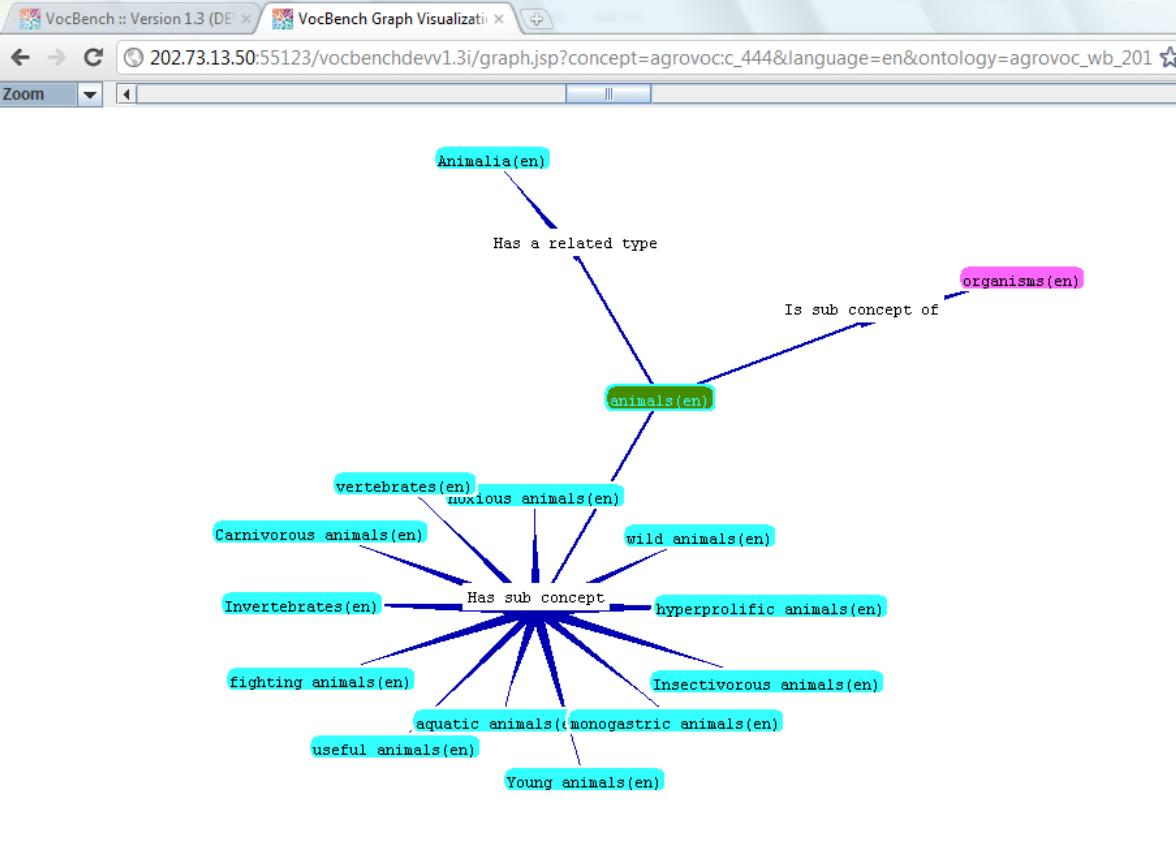 VocBench :: Version 1.3 (DE
VocBench Graph Visualizati
202.73.13.50:55123/vocbenchdevv1.3i/graph.jsp?concept=agrovoc:c_444&language=en&ontology=agrovoc_wb_201
Zoom
Animalia(en)
Has a related type
organisms(en)
Is sub concept of
animals(en)
vertebrates(en)
noxious animals(en)
Carnivorous animals(en)
wild animals(en)
Has sub concept
Invertebrates(en)
hyperprolific animals(en)
fighting animals(en)
Insectivorous animals(en)
aquatic animals(e
monogastric animals(en)
useful animals(en)
Young animals(en)